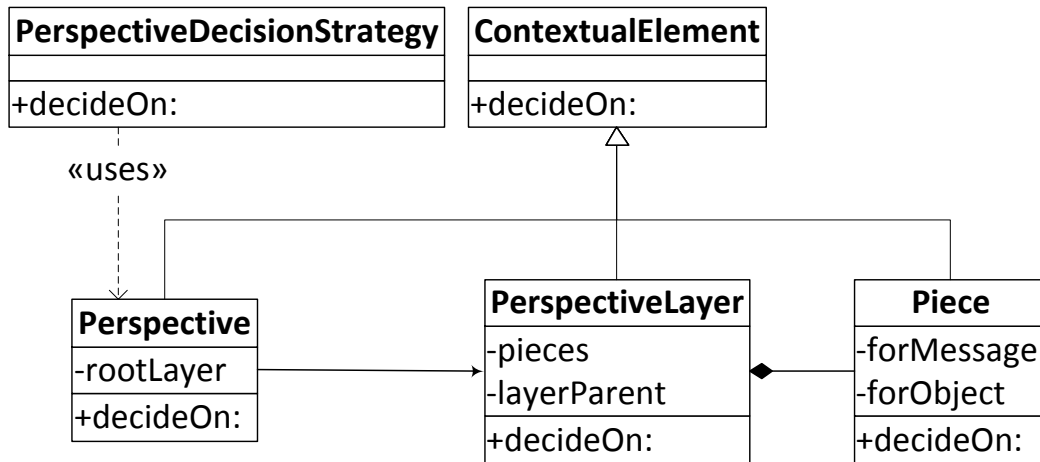 PerspectiveDecisionStrategy
+decideOn:
ContextualElement
+decideOn:
«uses»
Perspective
-rootLayer
+decideOn:
PerspectiveLayer
-pieces
-layerParent
+decideOn:
Piece
-forMessage
-forObject
+decideOn: